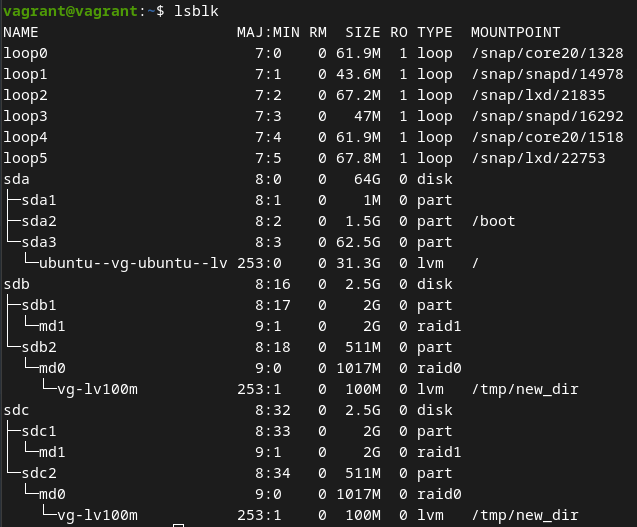 vagrant@vagrant:~$ lsblk
NAME                      MAJ:MIN RM  SIZE RO TYPE  MOUNTPOINT
loop0                       7:0    0 61.9M  1 loop  /snap/core20/1328
loop1                       7:1    0 43.6M  1 loop  /snap/snapd/14978
loop2                       7:2    0 67.2M  1 loop  /snap/lxd/21835
loop3                       7:3    0   47M  1 loop  /snap/snapd/16292
loop4                       7:4    0 61.9M  1 loop  /snap/core20/1518
loop5                       7:5    0 67.8M  1 loop  /snap/lxd/22753
sda                         8:0    0   64G  0 disk
├─sda1                      8:1    0    1M  0 part
├─sda2                      8:2    0  1.5G  0 part  /boot
└─sda3                      8:3    0 62.5G  0 part
  └─ubuntu--vg-ubuntu--lv 253:0    0 31.3G  0 lvm   /
sdb                         8:16   0  2.5G  0 disk
├─sdb1                      8:17   0    2G  0 part
│ └─md1                     9:1    0    2G  0 raid1
└─sdb2                      8:18   0  511M  0 part
  └─md0                     9:0    0 1017M  0 raid0
    └─vg-lv100m           253:1    0  100M  0 lvm   /tmp/new_dir
sdc                         8:32   0  2.5G  0 disk
├─sdc1                      8:33   0    2G  0 part
│ └─md1                     9:1    0    2G  0 raid1
└─sdc2                      8:34   0  511M  0 part
  └─md0                     9:0    0 1017M  0 raid0
    └─vg-lv100m           253:1    0  100M  0 lvm   /tmp/new_dir